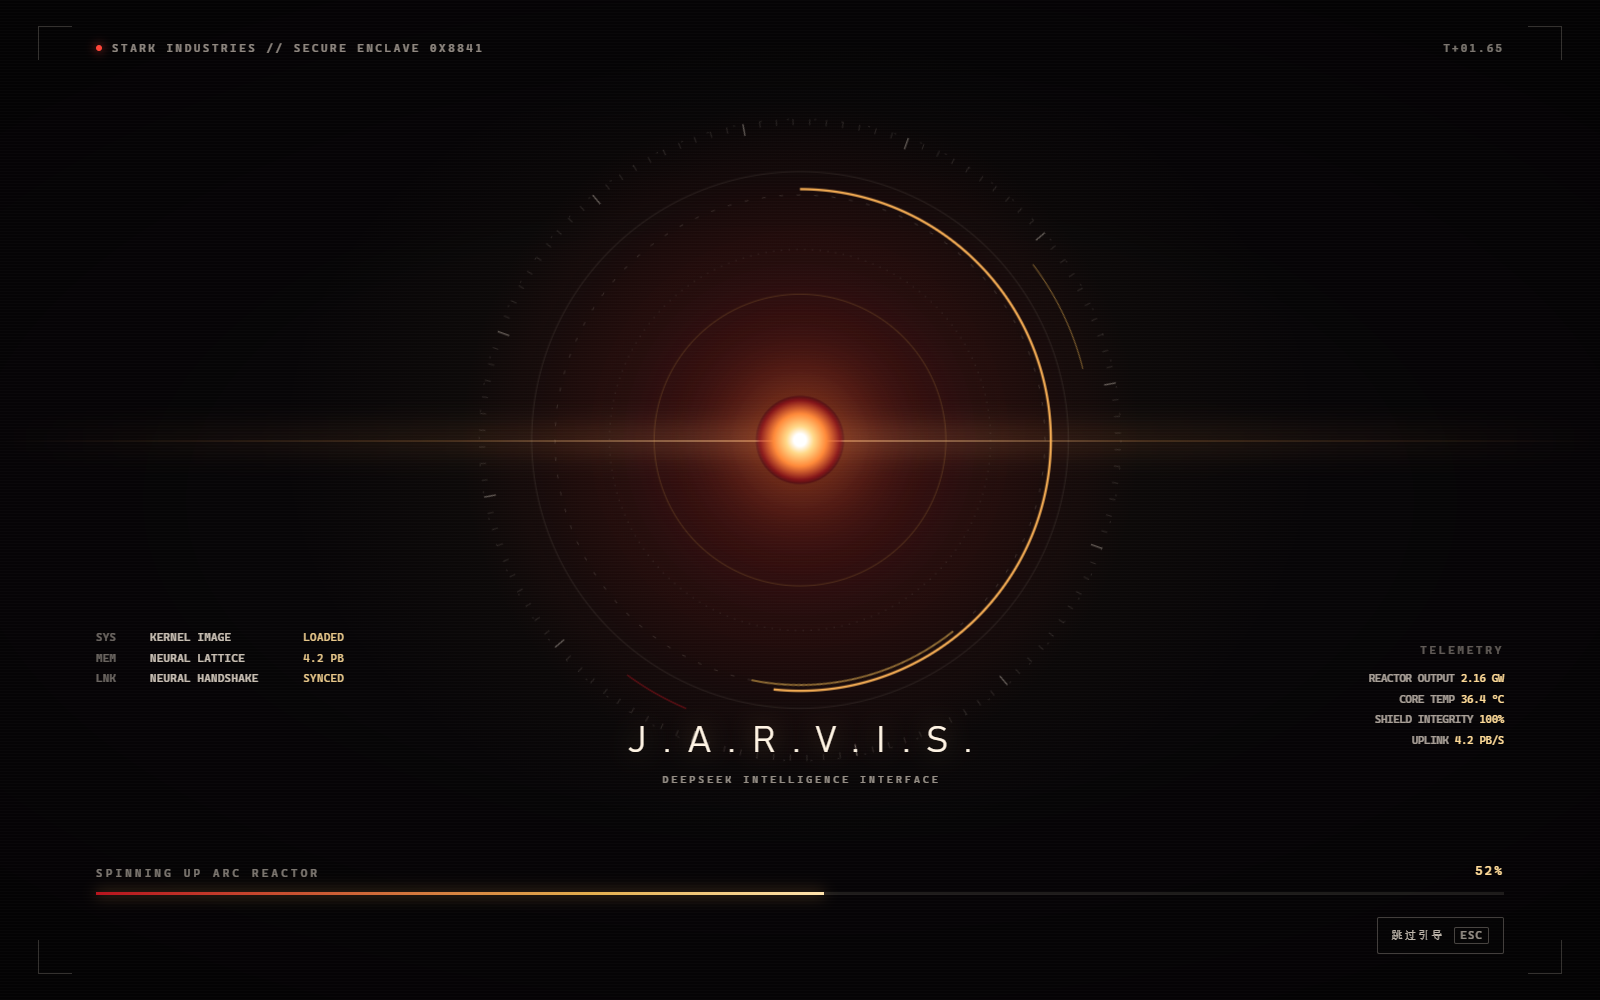 STARK INDUSTRIES // SECURE ENCLAVE 0X8841
T+01.65
SYS KERNEL IMAGE LOADED
MEM NEURAL LATTICE 4.2 PB
LNK NEURAL HANDSHAKE SYNCED
TELEMETRY
REACTOR OUTPUT 2.16 GW
CORE TEMP 36.4 °C
SHIELD INTEGRITY 100%
UPLINK 4.2 PB/S
J.A.R.V.I.S.
DEEPSEEK INTELLIGENCE INTERFACE
SPINNING UP ARC REACTOR
52%
跳过引导 ESC